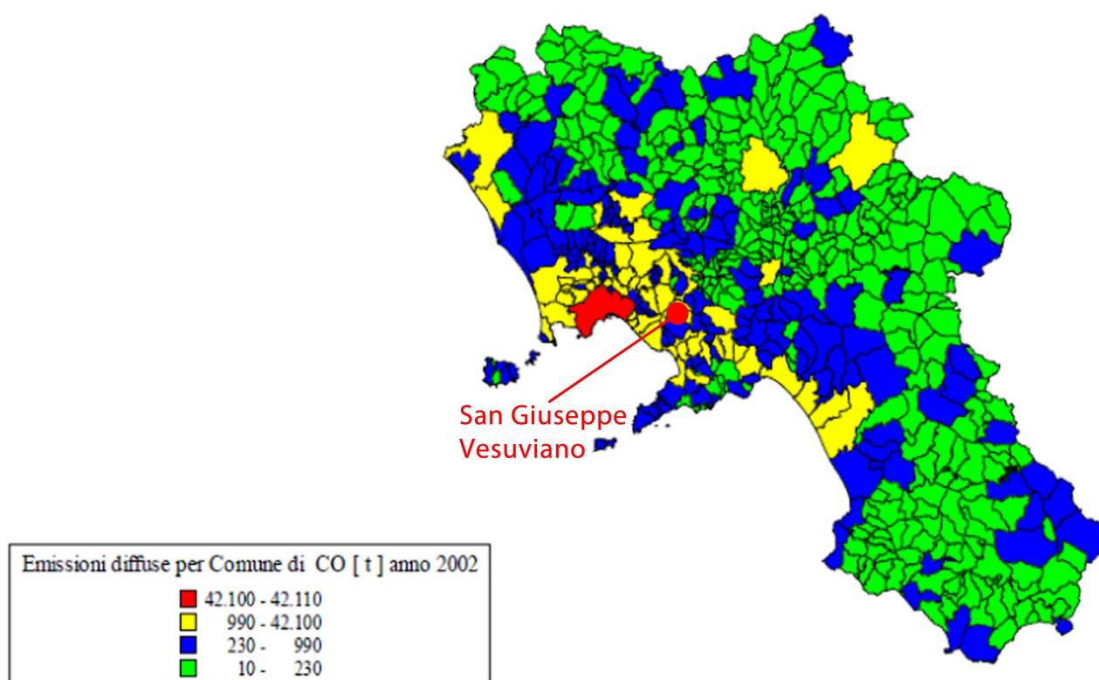 San Giuseppe
Vesuviano
Emissioni diffuse per Comune di CO [ t ] anno 2002
42.100 - 42.110
990 - 42.100
230 - 990
10 - 230